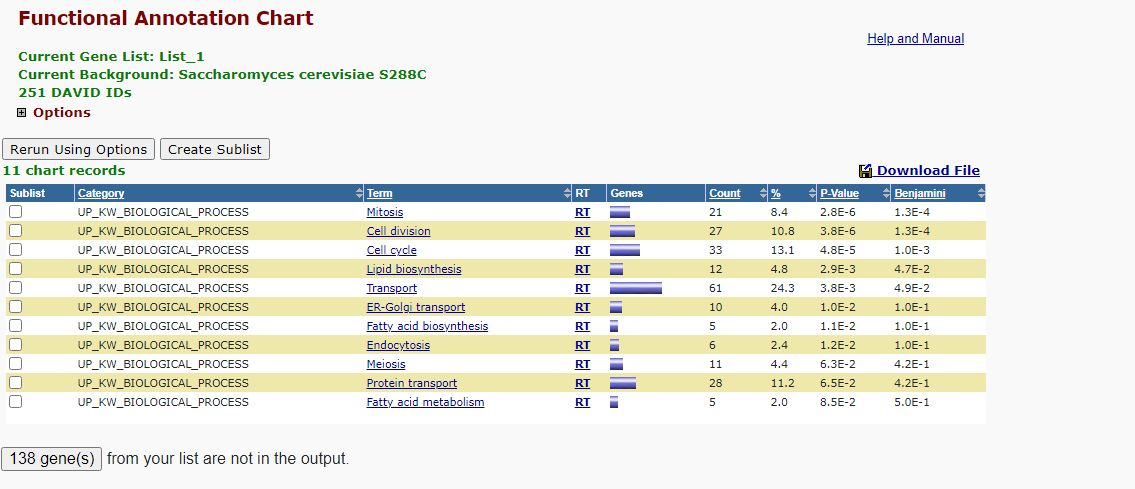 Functional Annotation Chart
Help and Manual
Current Gene List: List_1
Current Background: Saccharomyces cerevisiae S288C
251 DAVID IDs
Options
Rerun Using Options Create Sublist
11 chart records Download File
Sublist Category Term RT Genes Count % P-Value Benjamini
UP_KW_BIOLOGICAL_PROCESS Mitosis RT 21 8.4 2.8E-6 1.3E-4
UP_KW_BIOLOGICAL_PROCESS Cell division RT 27 10.8 3.8E-6 1.3E-4
UP_KW_BIOLOGICAL_PROCESS Cell cycle RT 33 13.1 4.8E-5 1.0E-3
UP_KW_BIOLOGICAL_PROCESS Lipid biosynthesis RT 12 4.8 2.9E-3 4.7E-2
UP_KW_BIOLOGICAL_PROCESS Transport RT 61 24.3 3.8E-3 4.9E-2
UP_KW_BIOLOGICAL_PROCESS ER-Golgi transport RT 10 4.0 1.0E-2 1.0E-1
UP_KW_BIOLOGICAL_PROCESS Fatty acid biosynthesis RT 5 2.0 1.1E-2 1.0E-1
UP_KW_BIOLOGICAL_PROCESS Endocytosis RT 6 2.4 1.2E-2 1.0E-1
UP_KW_BIOLOGICAL_PROCESS Meiosis RT 11 4.4 6.3E-2 4.2E-1
UP_KW_BIOLOGICAL_PROCESS Protein transport RT 28 11.2 6.5E-2 4.2E-1
UP_KW_BIOLOGICAL_PROCESS Fatty acid metabolism RT 5 2.0 8.5E-2 5.0E-1
138 gene(s) from your list are not in the output.